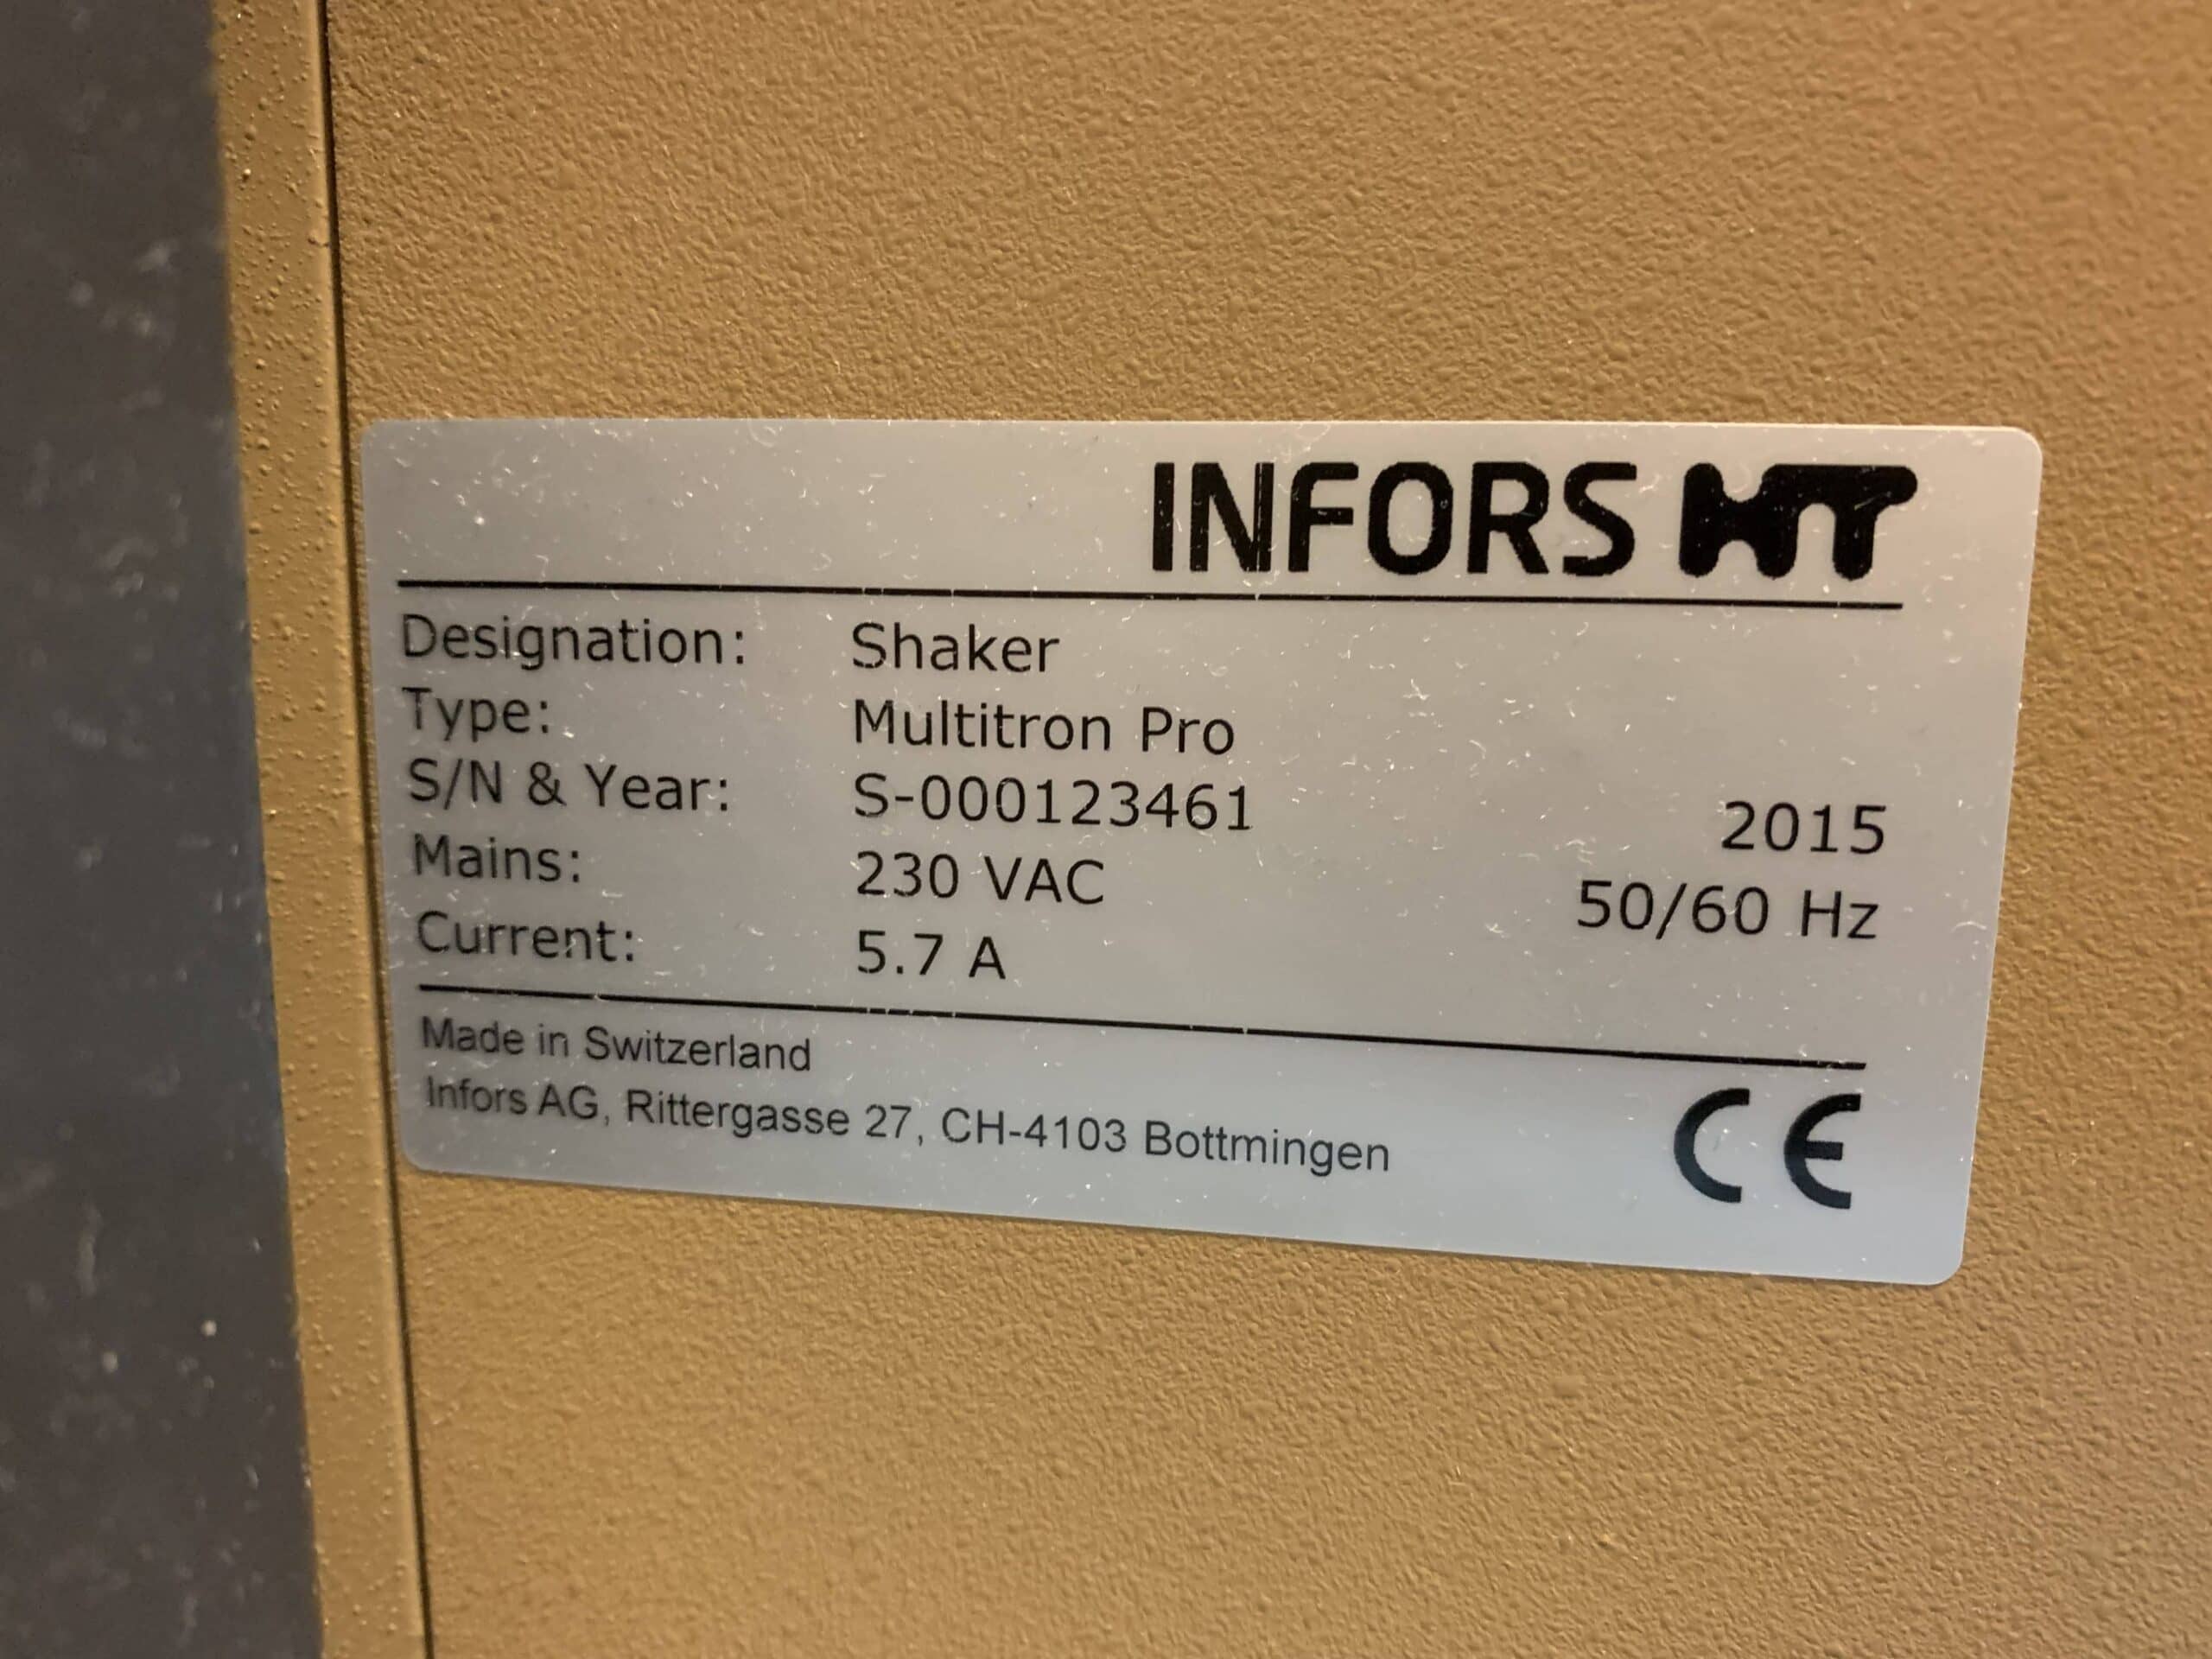 INFORS HT
Designation: Shaker
Type: Multitron Pro
S/N & Year: S-000123461 2015
Mains: 230 VAC 50/60 Hz
Current: 5.7 A
Made in Switzerland
Infors AG, Rittergasse 27, CH-4103 Bottmingen
CE